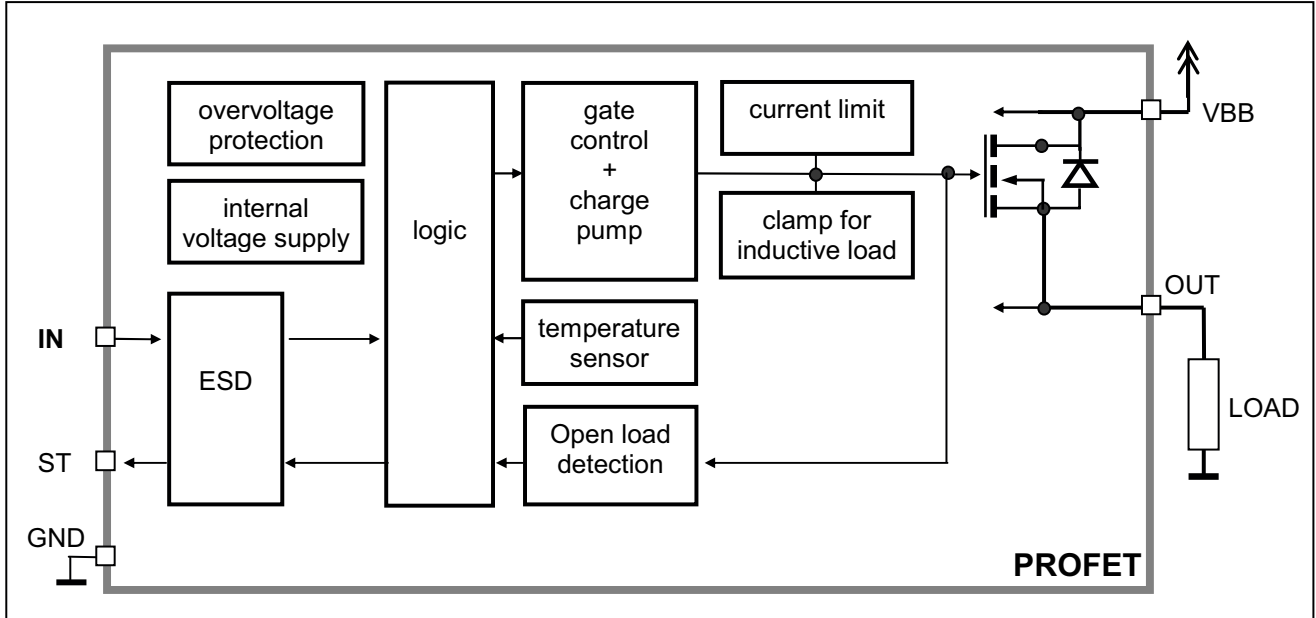 overvoltage
protection
internal
voltage supply
logic
gate
control
+
charge
pump
current limit
clamp for
inductive load
VBB
OUT
LOAD
IN
ESD
temperature
sensor
ST
Open load
detection
GND
PROFET